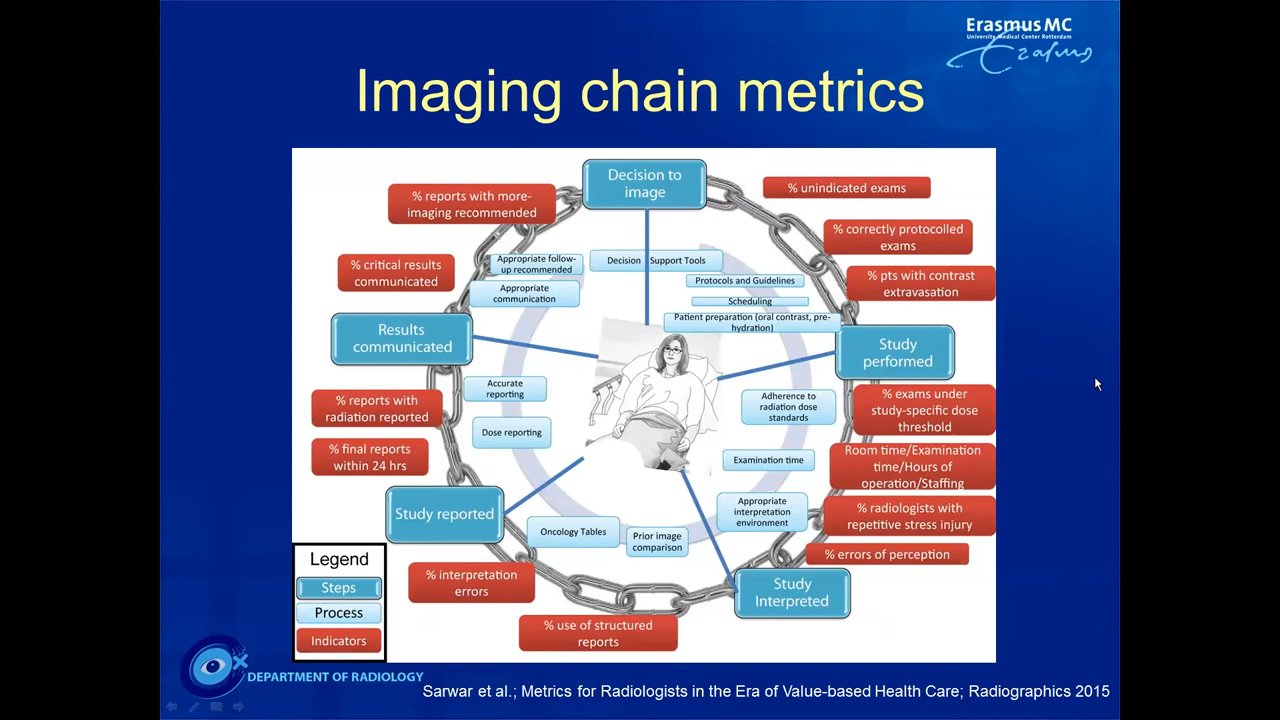 Erasmus MC
University Medical Center Rotterdam
Erasmus
Imaging chain metrics
Decision to
image
% unindicated exams
% correctly protocolled
exams
% pts with contrast
extravasation
Study
performed
% exams under
study-specific dose
threshold
Room time/Examination
time/Hours of
operation/Staffing
% radiologists with
repetitive stress injury
% errors of perception
Study
Interpreted
% use of structured
reports
% interpretation
errors
Study reported
% final reports
within 24 hrs
% reports with
radiation reported
Results
communicated
% critical results
communicated
% reports with more-
imaging recommended
Decision Support Tools
Protocols and Guidelines
Scheduling
Patient preparation (oral contrast, pre-
hydration)
Adherence to
radiation dose
standards
Examination time
Appropriate
interpretation
environment
Prior image
comparison
Oncology Tables
Dose reporting
Accurate
reporting
Appropriate
communication
Appropriate follow-
up recommended
Legend
Steps
Process
Indicators
DEPARTMENT OF RADIOLOGY
Sarwar et al.; Metrics for Radiologists in the Era of Value-based Health Care; Radiographics 2015